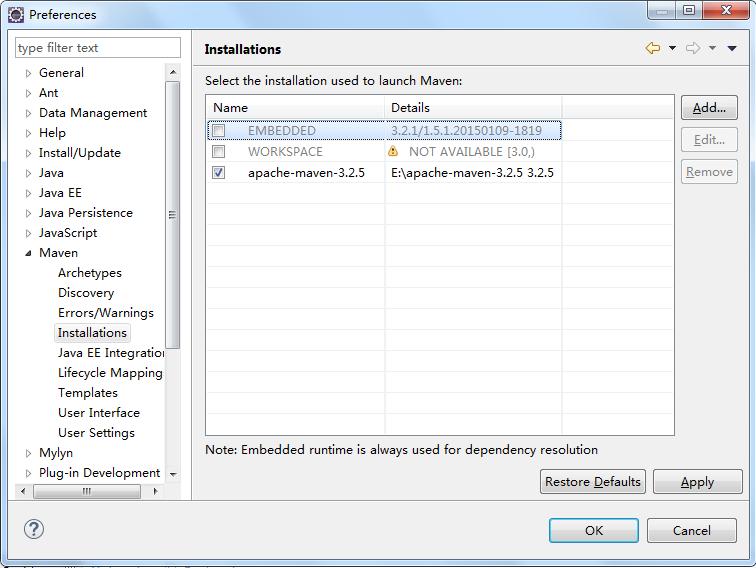 Preferences
type filter text
General
Ant
Data Management
Help
Install/Update
Java
Java EE
Java Persistence
JavaScript
Maven
Archetypes
Discovery
Errors/Warnings
Installations
Java EE Integration
Lifecycle Mapping
Templates
User Interface
User Settings
Mylyn
Plug-in Development
Installations
Select the installation used to launch Maven:
Name Details
EMBEDDED 3.2.1/1.5.1.20150109-1819
WORKSPACE NOT AVAILABLE [3.0,)
apache-maven-3.2.5 E:\apache-maven-3.2.5 3.2.5
Add...
Edit...
Remove
Note: Embedded runtime is always used for dependency resolution
Restore Defaults Apply
? OK Cancel